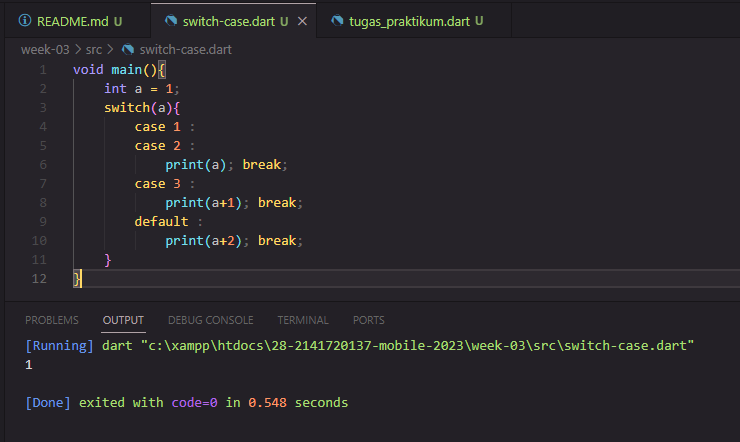 README.md U switch-case.dart U × tugas_praktikum.dart U
week-03 > src > switch-case.dart
1 void main(){
2 int a = 1;
3 switch(a){
4 case 1 :
5 case 2 :
6 print(a); break;
7 case 3 :
8 print(a+1); break;
9 default :
10 print(a+2); break;
11 }
12 }
PROBLEMS OUTPUT DEBUG CONSOLE TERMINAL PORTS
[Running] dart "c:\xampp\htdocs\28-2141720137-mobile-2023\week-03\src\switch-case.dart"
1
[Done] exited with code=0 in 0.548 seconds